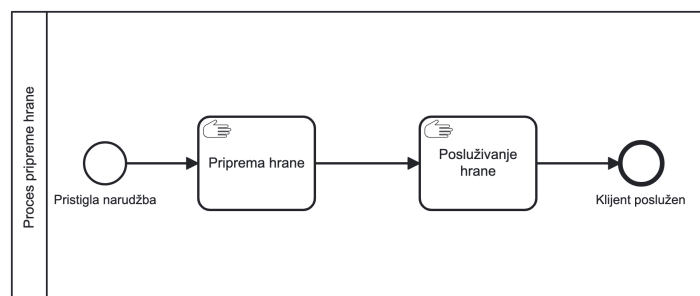 Proces pripreme hrane
Pristigla narudžba
Priprema hrane
Posluživanje
hrane
Klijent poslužen